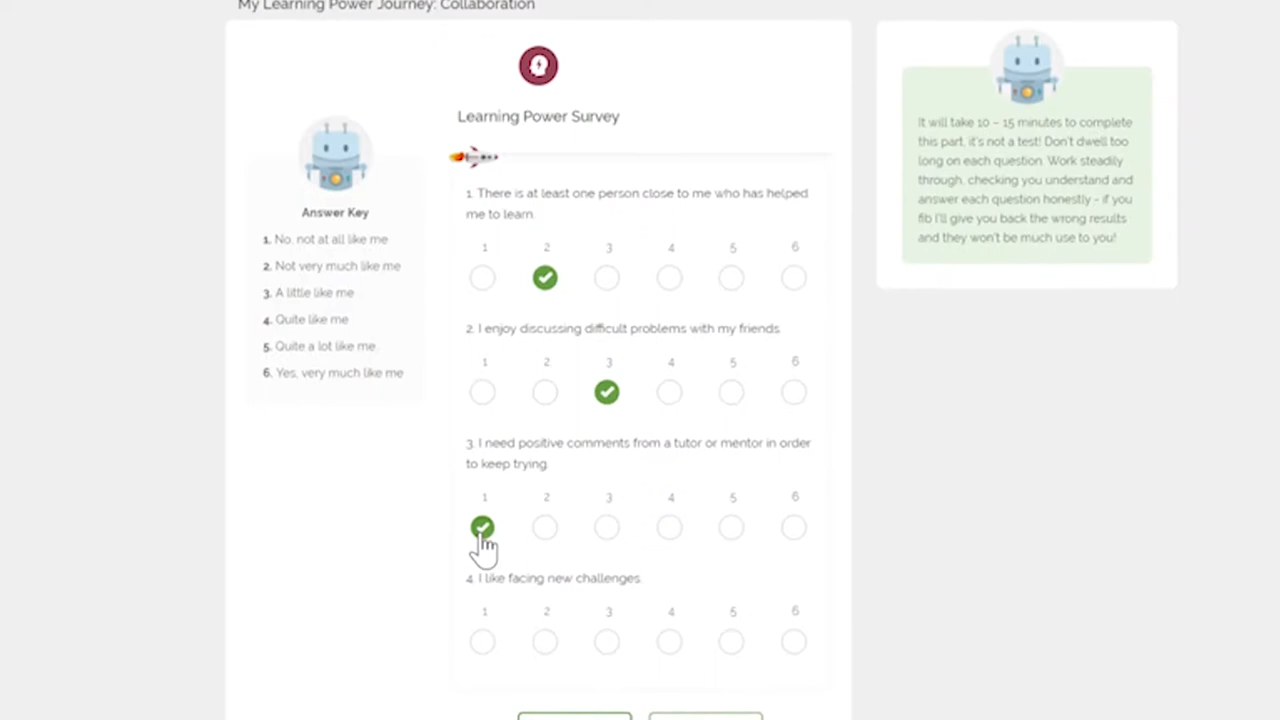 My Learning Power Journey: Collaboration
Learning Power Survey
Answer Key
1. No, not at all like me
2. Not very much like me
3. A little like me
4. Quite like me
5. Quite a lot like me
6. Yes, very much like me
1. There is at least one person close to me who has helped
me to learn.
1 2 3 4 5 6
2. I enjoy discussing difficult problems with my friends.
1 2 3 4 5 6
3. I need positive comments from a tutor or mentor in order
to keep trying.
1 2 3 4 5 6
4. I like facing new challenges.
1 2 3 4 5 6
It will take 10 – 15 minutes to complete
this part, it's not a test! Don't dwell too
long on each question. Work steadily
through, checking you understand and
answer each question honestly - if you
fib I'll give you back the wrong results
and they won't be much use to you!